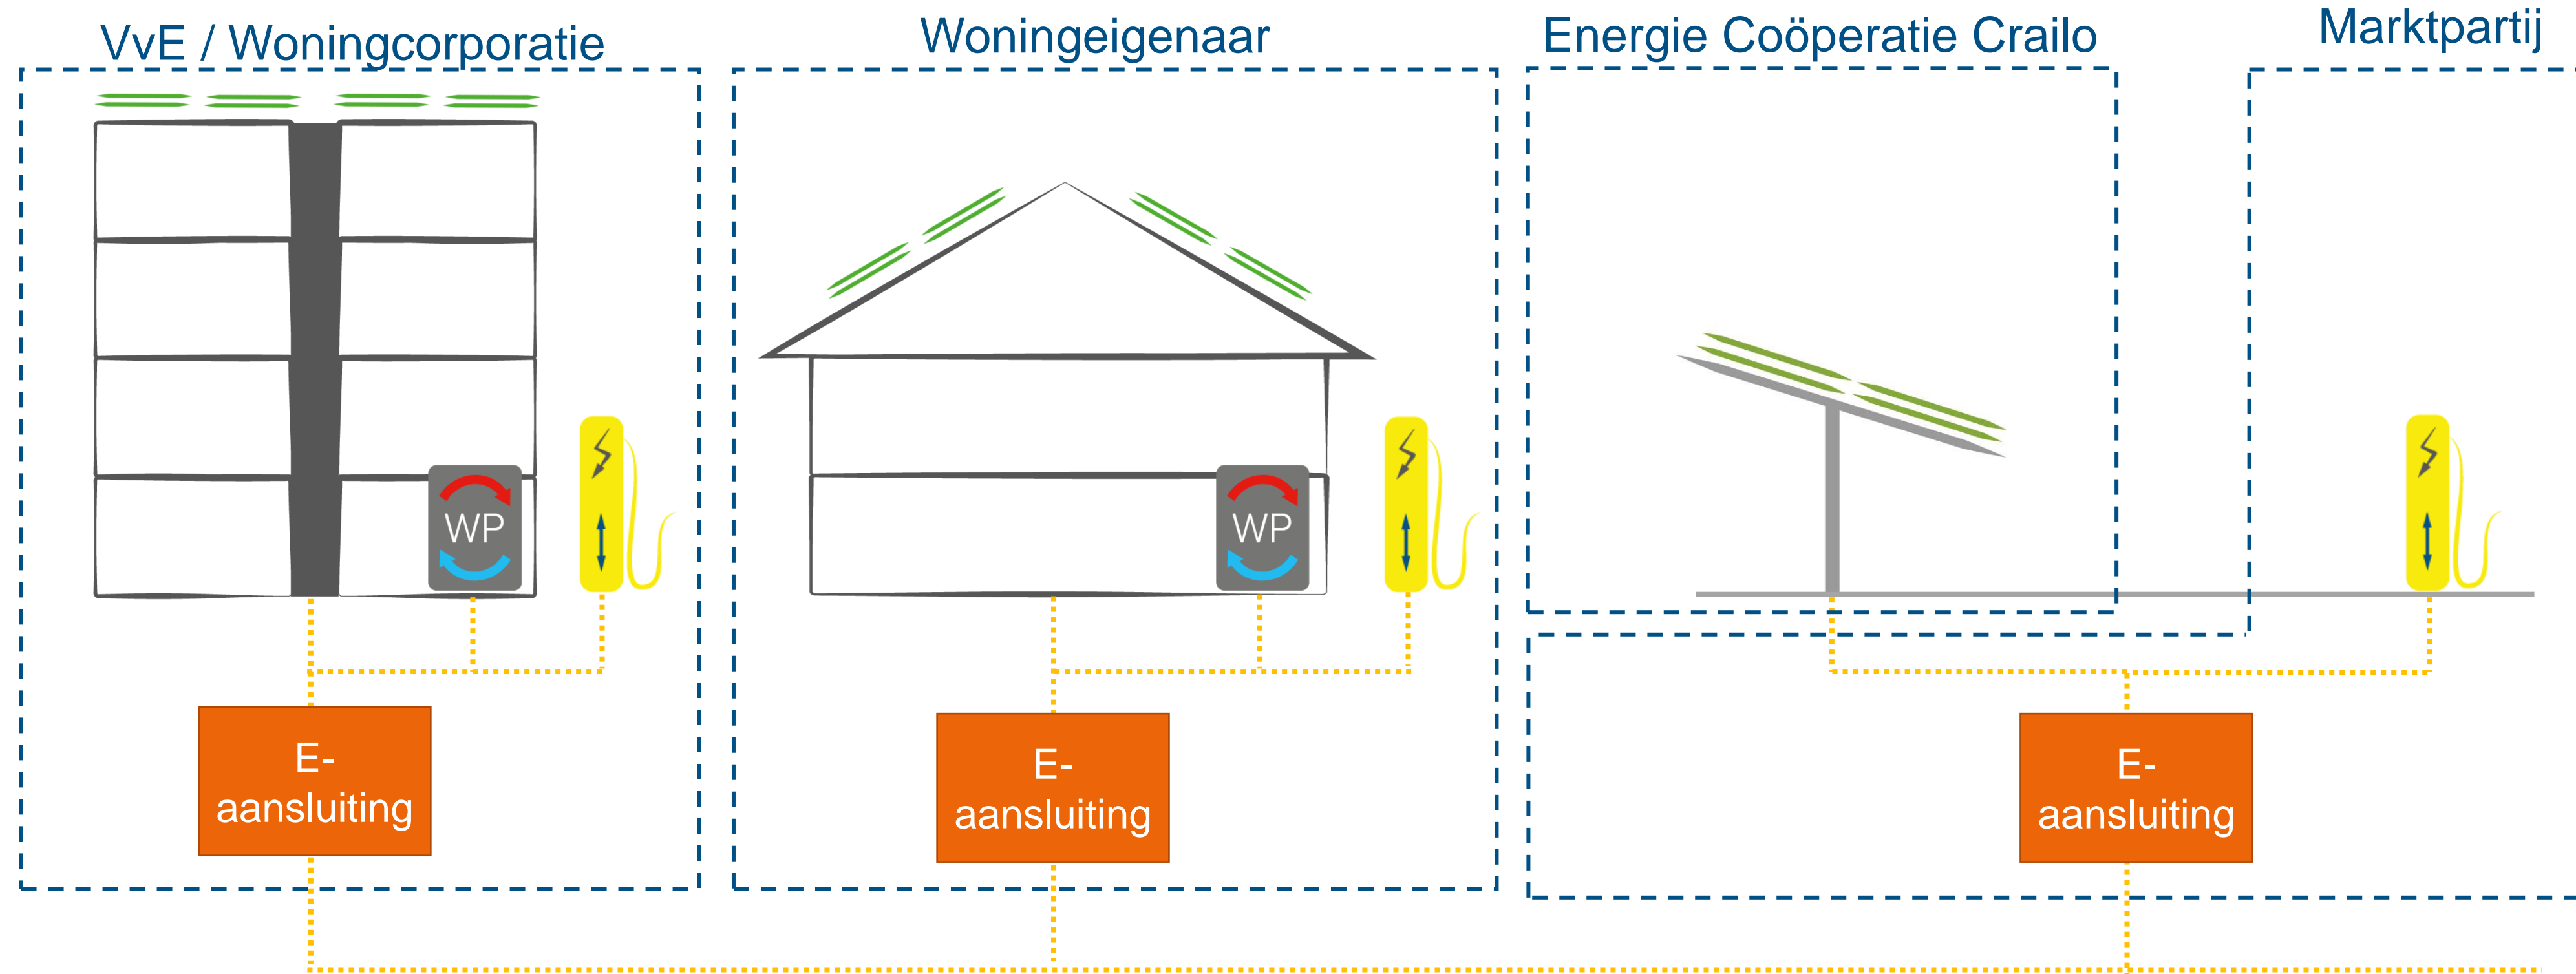 VvE / Woningcorporatie
Woningeigenaar
Energie Coöperatie Crailo
Marktpartij
WP
WP
E-
aansluiting
E-
aansluiting
E-
aansluiting